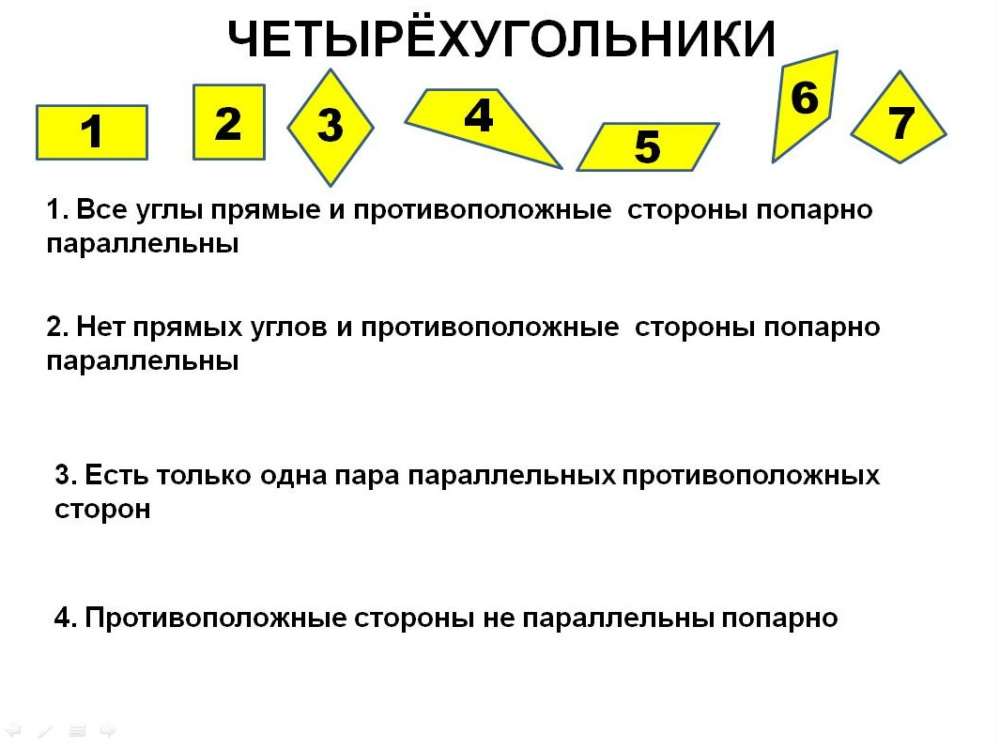 ЧЕТЫРЁХУГОЛЬНИКИ
1 2 3 4 5 6 7
1. Все углы прямые и противоположные стороны попарно
параллельны
2. Нет прямых углов и противоположные стороны попарно
параллельны
3. Есть только одна пара параллельных противоположных
сторон
4. Противоположные стороны не параллельны попарно